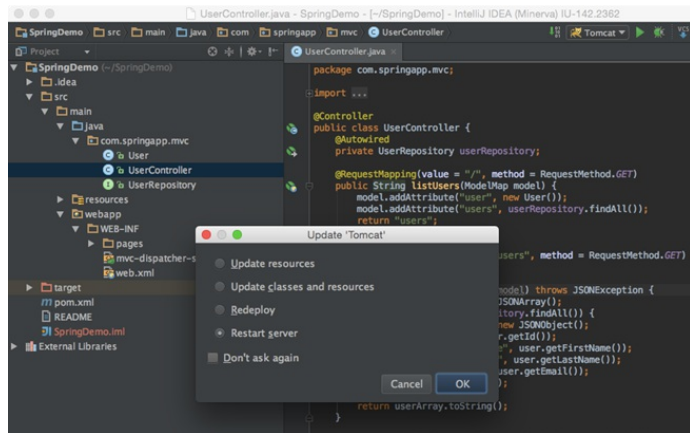 UserController.java - SpringDemo - [~/SpringDemo] - IntelliJ IDEA (Minerva) IU-142.2362
SpringDemo src main java com springapp mvc UserController Tomcat
Project UserController.java
SpringDemo (~/SpringDemo)
.idea
src
main
java
com.springapp.mvc
User
UserController
UserRepository
resources
webapp
WEB-INF
pages
mvc-dispatcher-s
web.xml
target
pom.xml
README
SpringDemo.iml
External Libraries
package com.springapp.mvc;
import ...
@Controller
public class UserController {
@Autowired
private UserRepository userRepository;
@RequestMapping(value = "/", method = RequestMethod.GET)
public String listUsers(ModelMap model) {
model.addAttribute("user", new User());
model.addAttribute("users", userRepository.findAll());
return "users";
users", method = RequestMethod.GET)
model) throws JSONException {
JSONArray();
itory.findAll()) {
new JSONObject();
r.getId());
", user.getFirstName());
", user.getLastName());
user.getEmail());
);
return userArray.toString();
}
Update 'Tomcat'
Update resources
Update classes and resources
Redeploy
Restart server
Don't ask again
Cancel OK